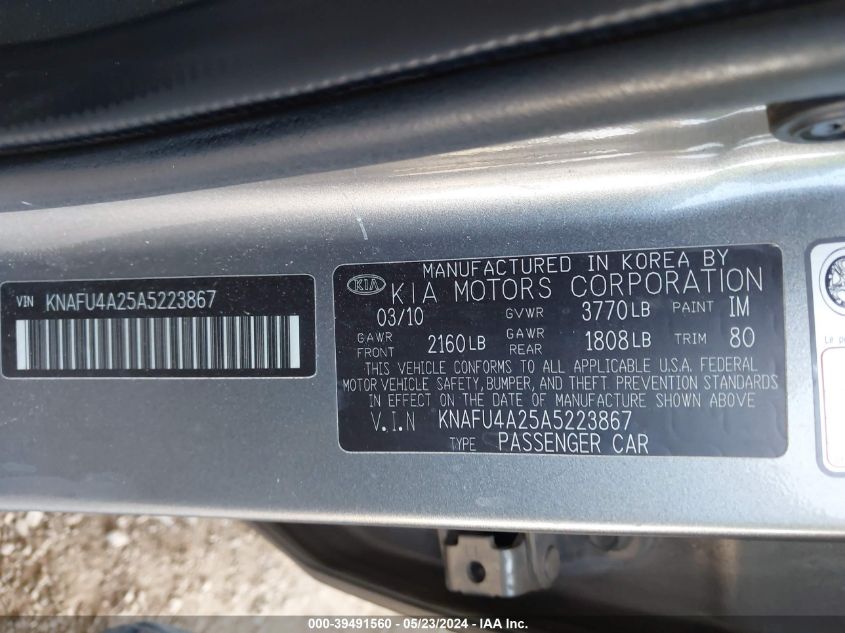 VIN KNAFU4A25A5223867
KIA
MANUFACTURED IN KOREA BY
KIA MOTORS CORPORATION
03/10 GVWR 3770LB PAINT IM
GAWR FRONT 2160LB GAWR REAR 1808LB TRIM 80
THIS VEHICLE CONFORMS TO ALL APPLICABLE U.S.A. FEDERAL
MOTOR VEHICLE SAFETY, BUMPER, AND THEFT PREVENTION STANDARDS
IN EFFECT ON THE DATE OF MANUFACTURE SHOWN ABOVE
V.I.N KNAFU4A25A5223867
TYPE PASSENGER CAR
Le p
000-39491560 - 05/23/2024 - IAA Inc.